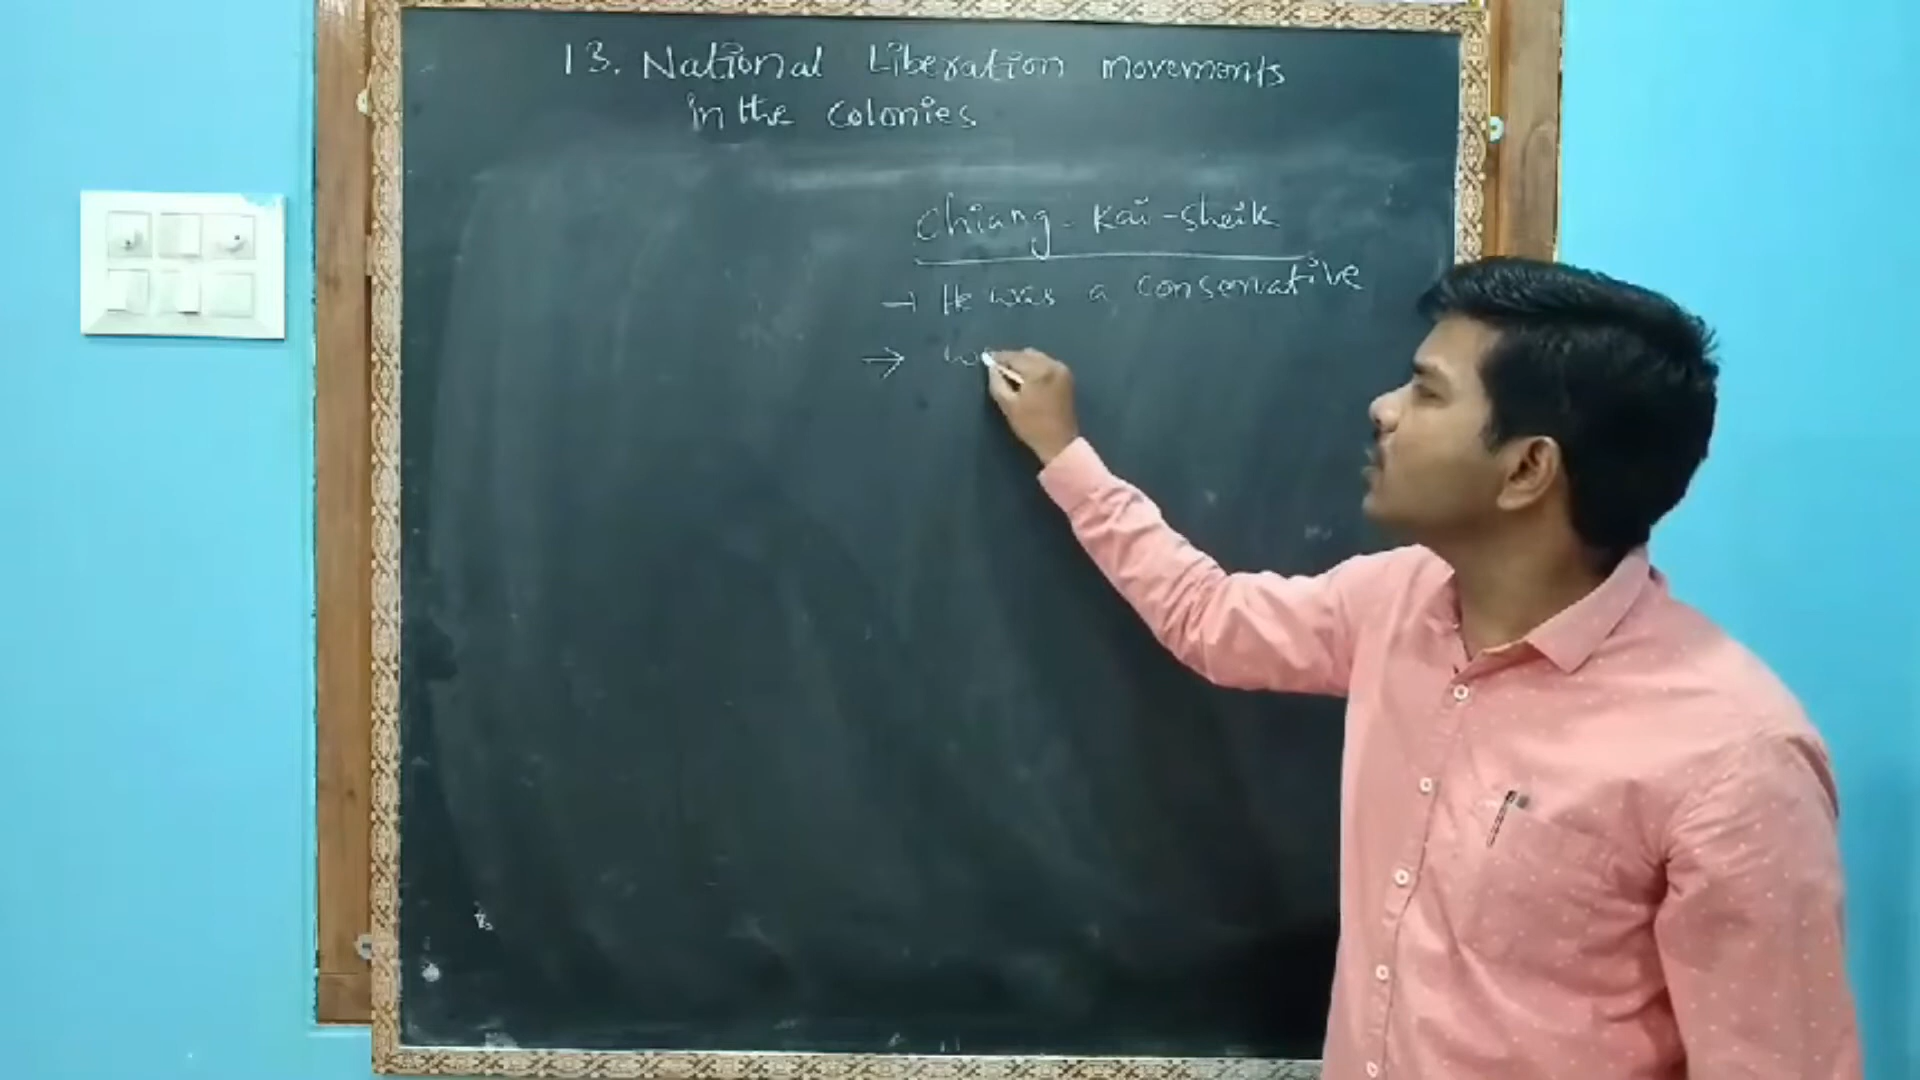 13. National Liberation movements
in the colonies
Chiang-Kai-Sheik
→ He was a conservative
→